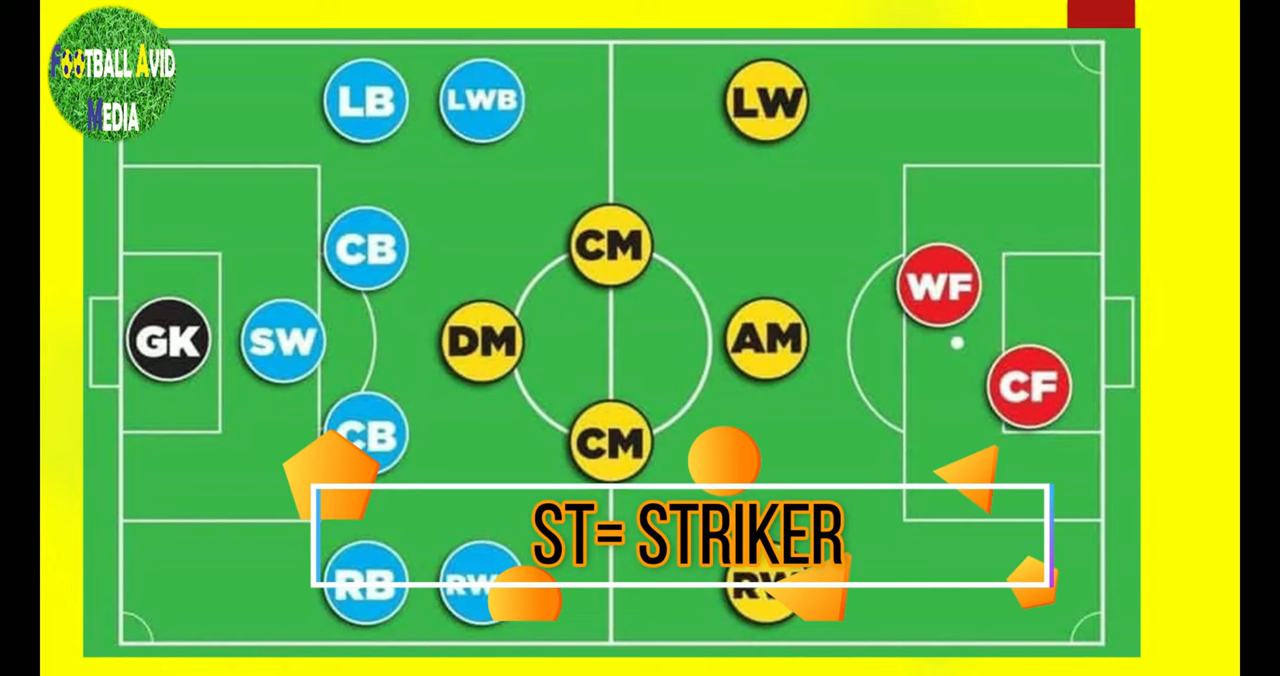 FOOTBALL AVID
MEDIA
LB
LWB
LW
CB
CM
WF
GK
SW
DM
AM
CF
CB
CM
ST= STRIKER
RB
RW